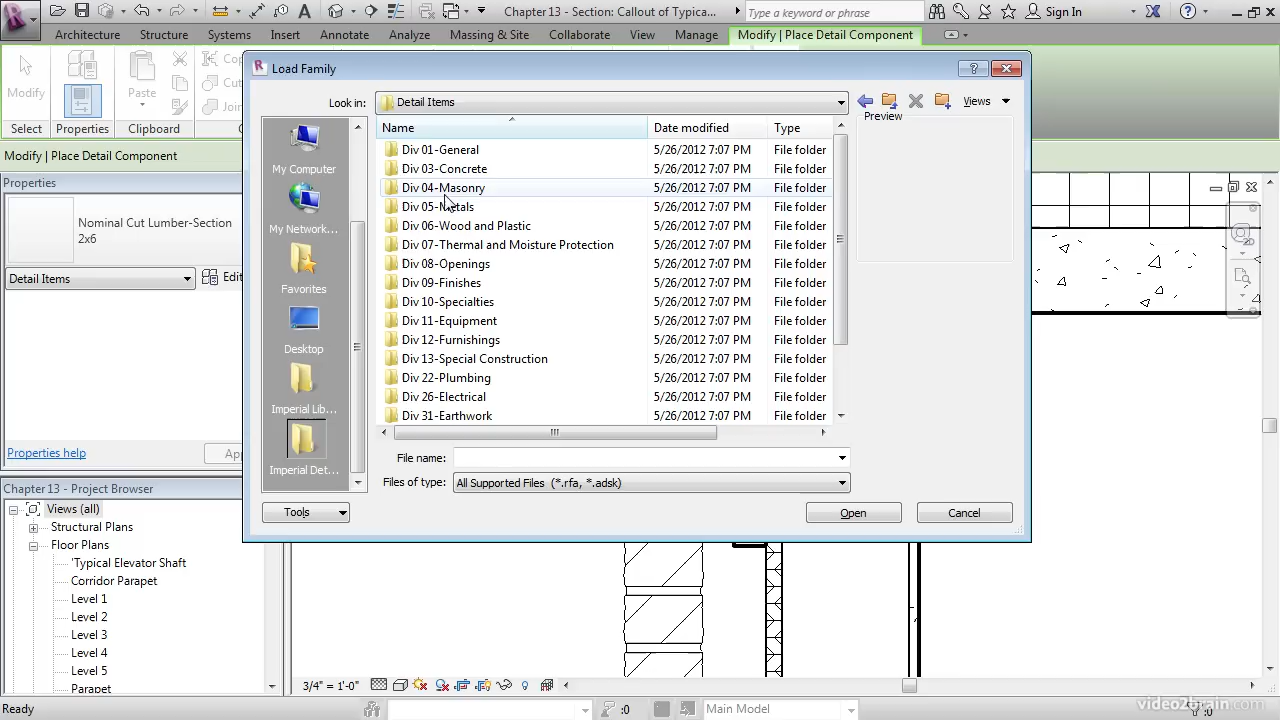 Chapter 13 - Section: Callout of Typica...
Type a keyword or phrase
Sign In
Architecture
Structure
Systems
Insert
Annotate
Analyze
Massing & Site
Collaborate
View
Manage
Modify | Place Detail Component
Modify
Paste
Select
Properties
Clipboard
Modify | Place Detail Component
Properties
Nominal Cut Lumber-Section
2x6
Detail Items
Edit
Properties help
Load Family
Look in:
Detail Items
Views
My Computer
My Network...
Favorites
Desktop
Imperial Lib...
Imperial Det...
Name
Date modified
Type
Div 01-General 5/26/2012 7:07 PM File folder
Div 03-Concrete 5/26/2012 7:07 PM File folder
Div 04-Masonry 5/26/2012 7:07 PM File folder
Div 05-Metals 5/26/2012 7:07 PM File folder
Div 06-Wood and Plastic 5/26/2012 7:07 PM File folder
Div 07-Thermal and Moisture Protection 5/26/2012 7:07 PM File folder
Div 08-Openings 5/26/2012 7:07 PM File folder
Div 09-Finishes 5/26/2012 7:07 PM File folder
Div 10-Specialties 5/26/2012 7:07 PM File folder
Div 11-Equipment 5/26/2012 7:07 PM File folder
Div 12-Furnishings 5/26/2012 7:07 PM File folder
Div 13-Special Construction 5/26/2012 7:07 PM File folder
Div 22-Plumbing 5/26/2012 7:07 PM File folder
Div 26-Electrical 5/26/2012 7:07 PM File folder
Div 31-Earthwork 5/26/2012 7:07 PM File folder
Preview
File name:
Files of type:
All Supported Files (*.rfa, *.adsk)
Tools
Open
Cancel
Chapter 13 - Project Browser
Views (all)
Structural Plans
Floor Plans
'Typical Elevator Shaft
Corridor Parapet
Level 1
Level 2
Level 3
Level 4
Level 5
Parapet
3/4" = 1'-0"
Ready
:0
Main Model
:0
video2brain.com